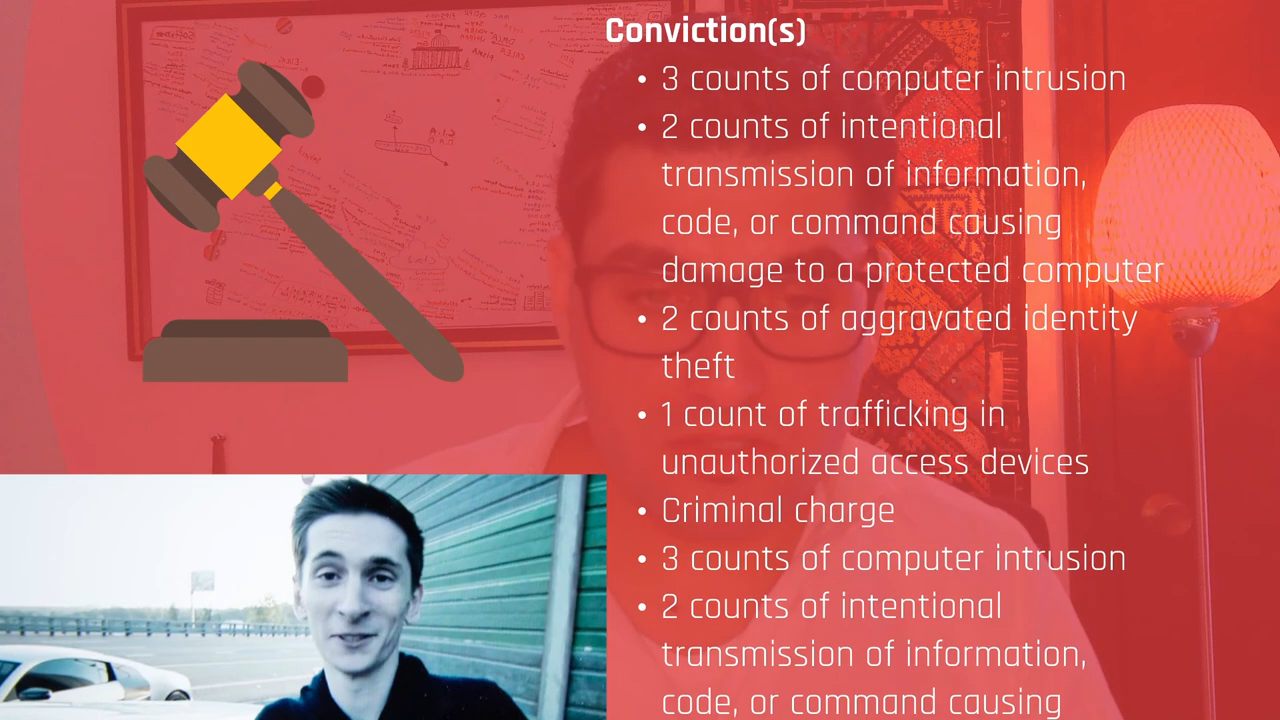 Conviction(s)
• 3 counts of computer intrusion
• 2 counts of intentional
transmission of information,
code, or command causing
damage to a protected computer
• 2 counts of aggravated identity
theft
• 1 count of trafficking in
unauthorized access devices
• Criminal charge
• 3 counts of computer intrusion
• 2 counts of intentional
transmission of information,
code, or command causing